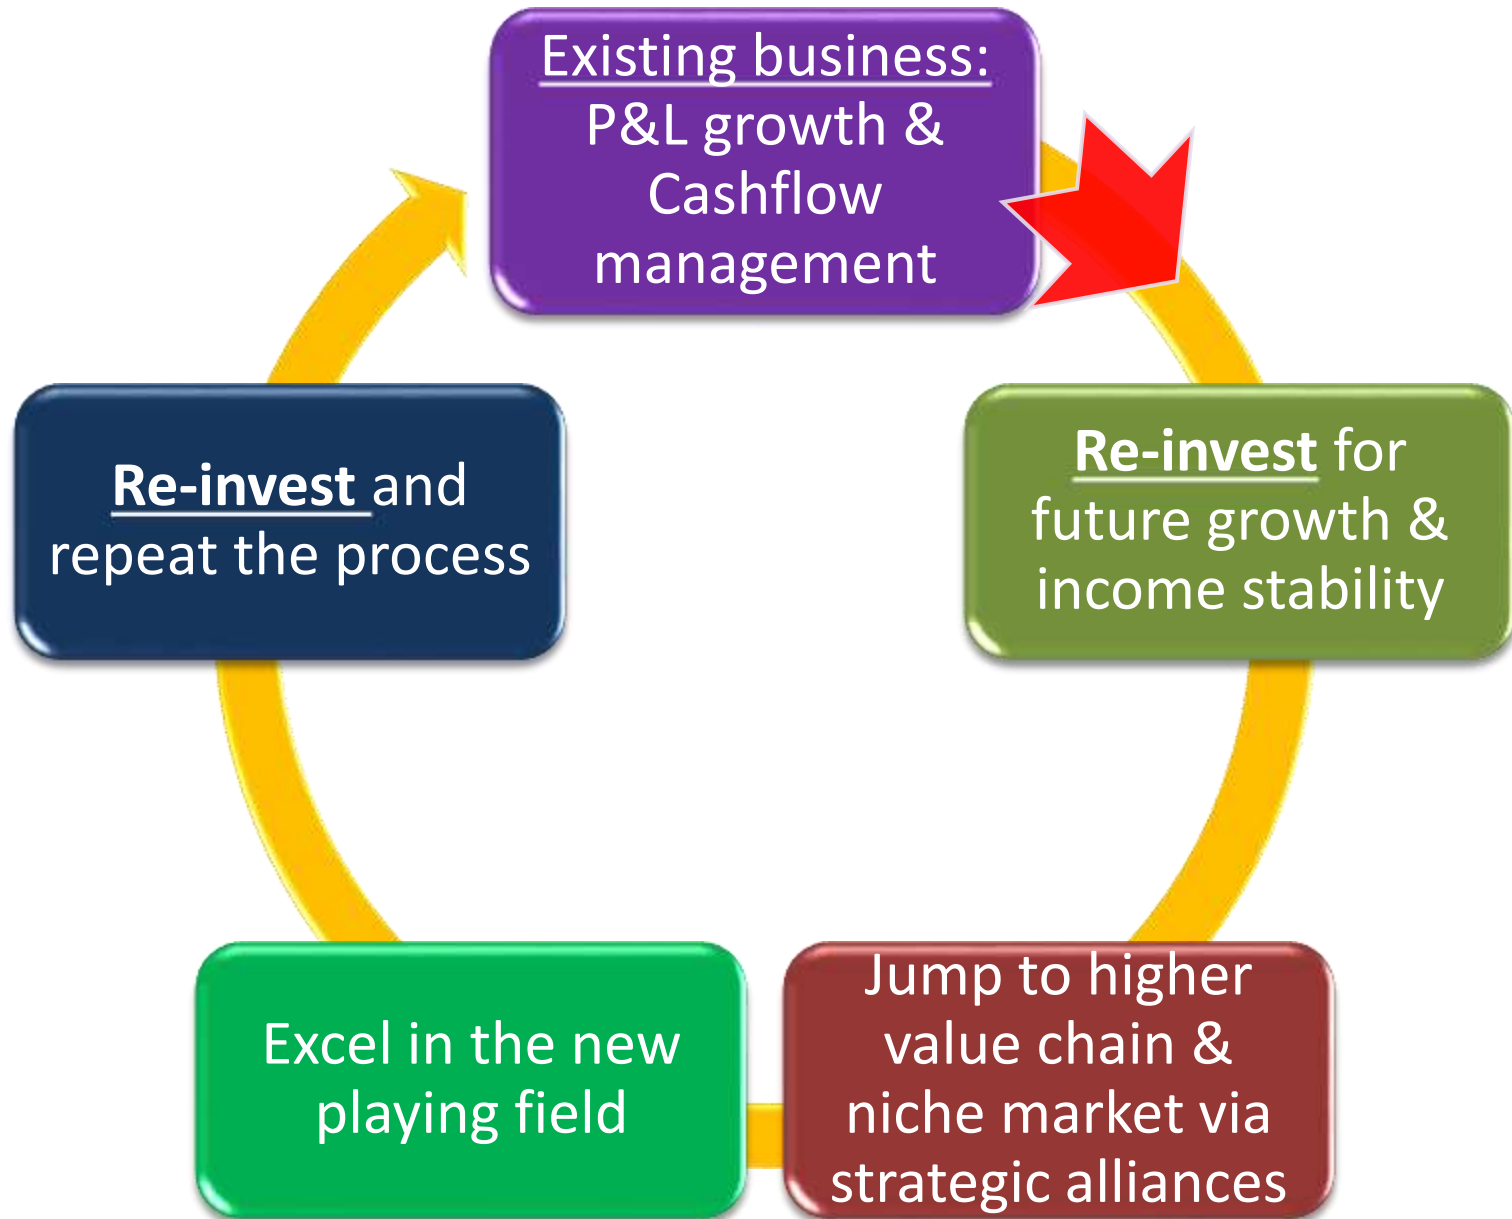 Existing business:
P&L growth &
Cashflow
management
Re-invest for
future growth &
income stability
Jump to higher
value chain &
niche market via
strategic alliances
Excel in the new
playing field
Re-invest and
repeat the process